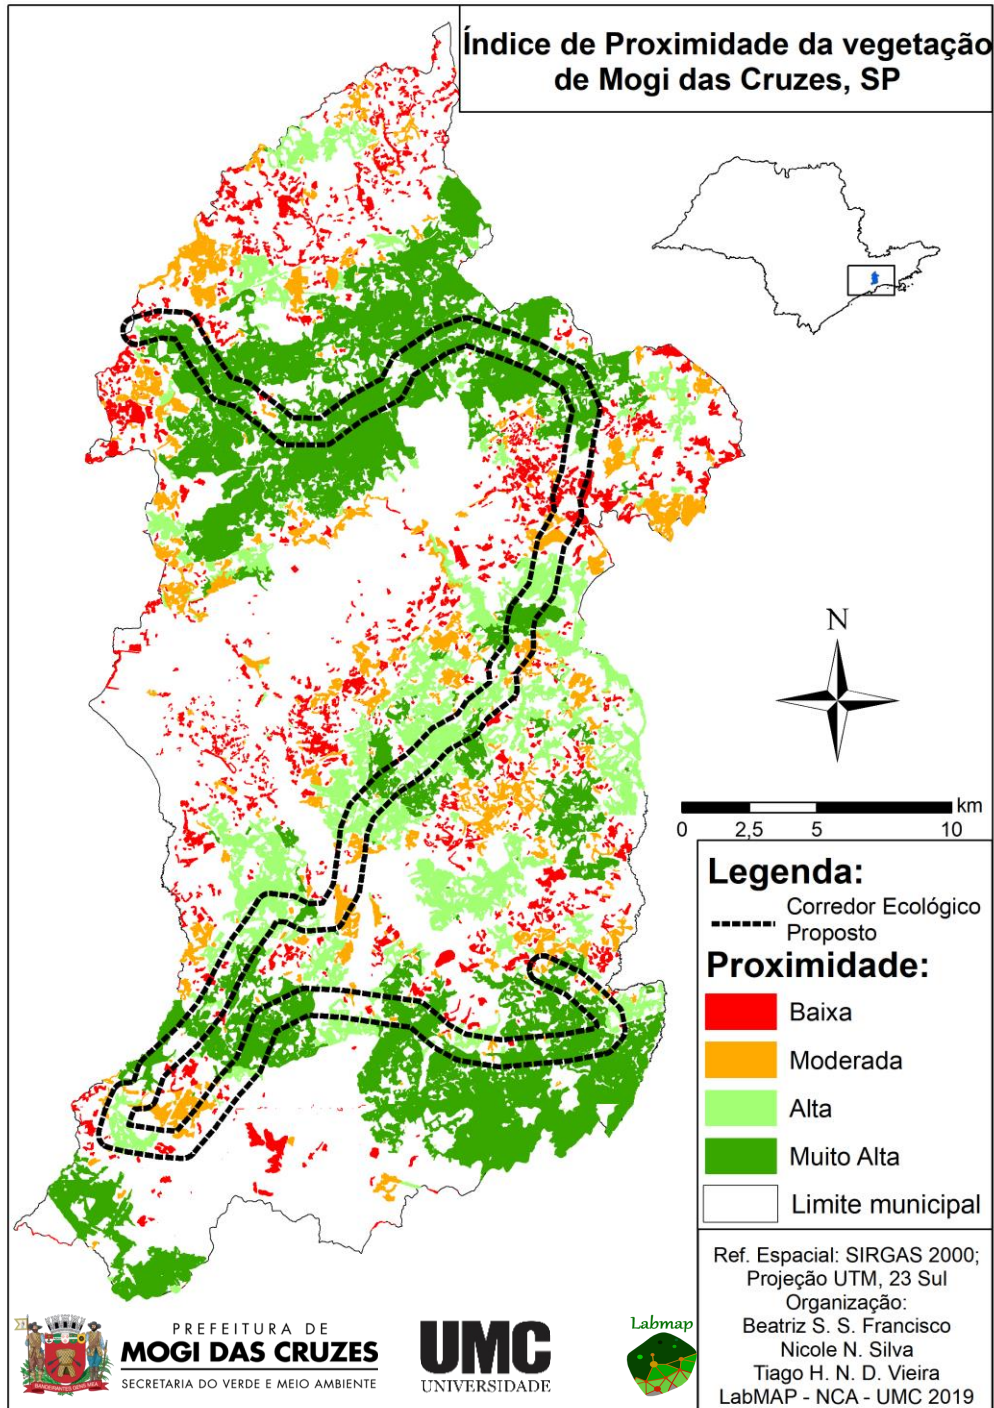 Índice de Proximidade da vegetação
de Mogi das Cruzes, SP
N
km
0 2,5 5 10
Legenda:
Corredor Ecológico
Proposto
Proximidade:
Baixa
Moderada
Alta
Muito Alta
Limite municipal
Ref. Espacial: SIRGAS 2000;
Projeção UTM, 23 Sul
Organização:
Beatriz S. S. Francisco
Nicole N. Silva
Tiago H. N. D. Vieira
LabMAP - NCA - UMC 2019
PREFEITURA DE
MOGI DAS CRUZES
SECRETARIA DO VERDE E MEIO AMBIENTE
BANDEIRANTES GENS MEA
UMC
UNIVERSIDADE
Labmap